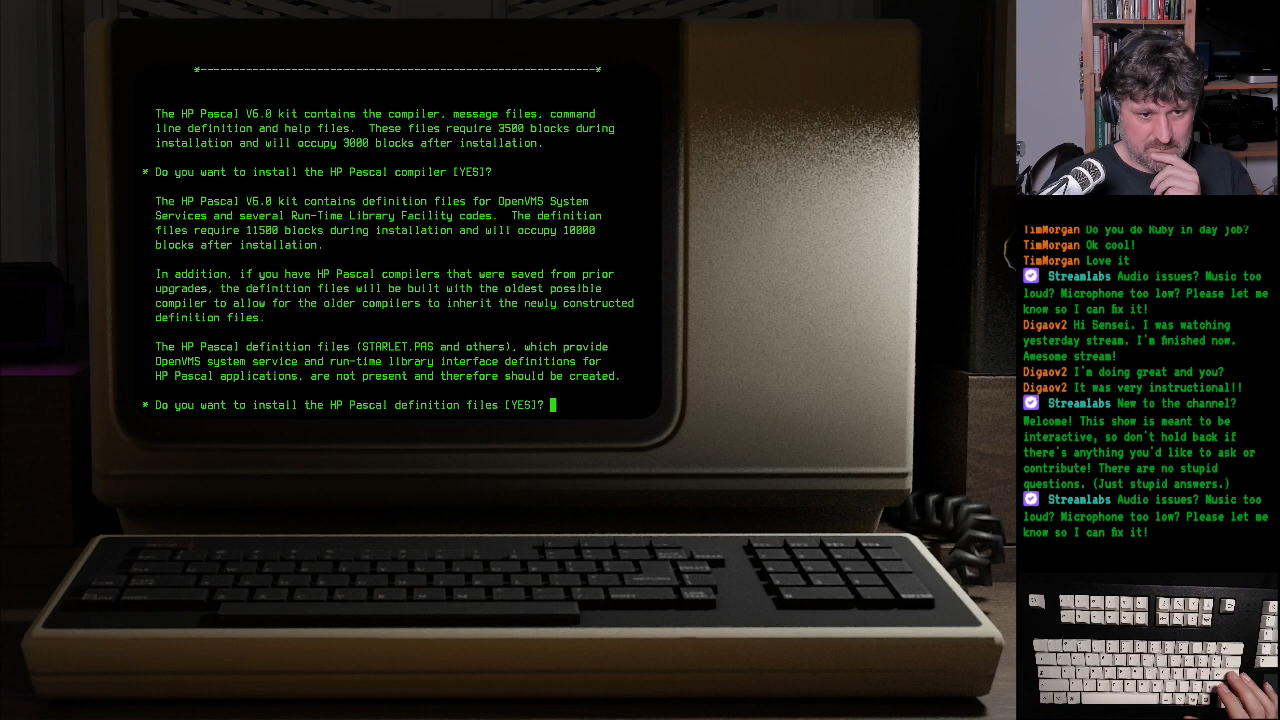 *------------------------------------------------------------*
The HP Pascal V6.0 kit contains the compiler, message files, command
line definition and help files.  These files require 3500 blocks during
installation and will occupy 3000 blocks after installation.
* Do you want to install the HP Pascal compiler [YES]?
The HP Pascal V6.0 kit contains definition files for OpenVMS System
Services and several Run-Time Library Facility codes.  The definition
files require 11500 blocks during installation and will occupy 10000
blocks after installation.
In addition, if you have HP Pascal compilers that were saved from prior
upgrades, the definition files will be built with the oldest possible
compiler to allow for the older compilers to inherit the newly constructed
definition files.
The HP Pascal definition files (STARLET.PAS and others), which provide
OpenVMS system service and run-time library interface definitions for
HP Pascal applications, are not present and therefore should be created.
* Do you want to install the HP Pascal definition files [YES]?
TimMorgan Do you do Ruby in day job?
TimMorgan Ok cool!
TimMorgan Love it
Streamlabs Audio issues? Music too
loud? Microphone too low? Please let me
know so I can fix it!
Digaov2 Hi Sensei. I was watching
yesterday stream. I'm finished now.
Awesome stream!
Digaov2 I'm doing great and you?
Digaov2 It was very instructional!!
Streamlabs New to the channel?
Welcome! This show is meant to be
interactive, so don't hold back if
there's anything you'd like to ask or
contribute! There are no stupid
questions. (Just stupid answers.)
Streamlabs Audio issues? Music too
loud? Microphone too low? Please let me
know so I can fix it!